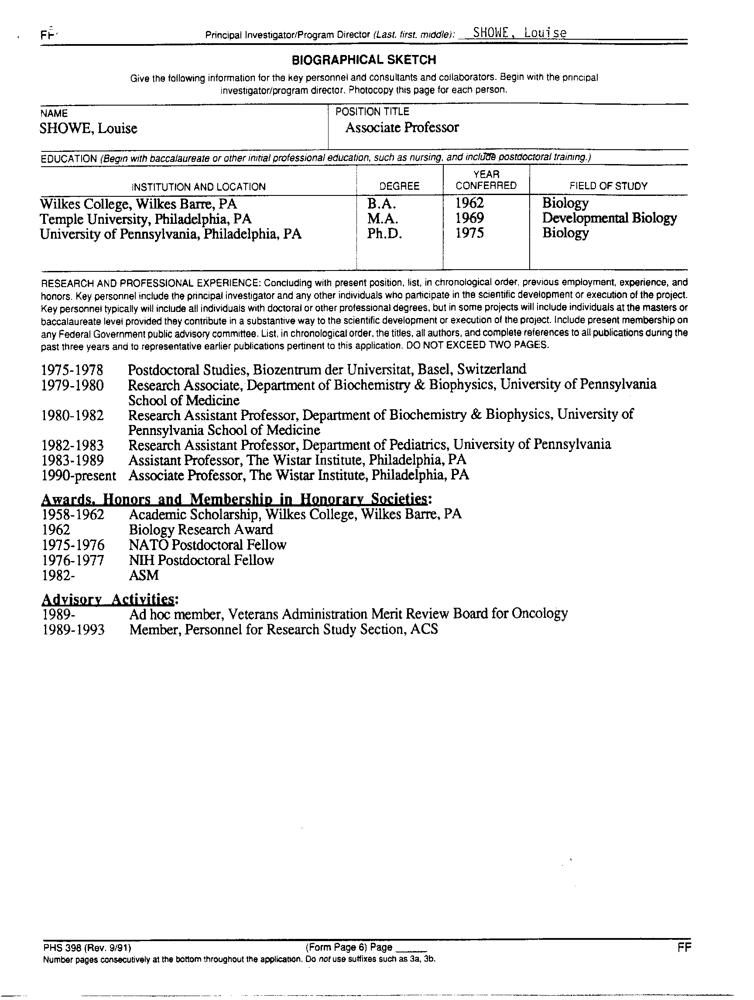 FF
Principal Investigator/Program Director (Last, first, middle): SHOWE, Louise
BIOGRAPHICAL SKETCH
Give the following information for the key personnel and consultants and collaborators. Begin with the principal
investigator/program director. Photocopy this page for each person.
NAME
SHOWE, Louise
POSITION TITLE
Associate Professor
EDUCATION (Begin with baccalaureate or other initial professional education, such as nursing, and include postdoctoral training.)
INSTITUTION AND LOCATION DEGREE YEAR CONFERRED FIELD OF STUDY
Wilkes College, Wilkes Barre, PA B.A. 1962 Biology
Temple University, Philadelphia, PA M.A. 1969 Developmental Biology
University of Pennsylvania, Philadelphia, PA Ph.D. 1975 Biology
RESEARCH AND PROFESSIONAL EXPERIENCE: Concluding with present position, list, in chronological order, previous employment, experience, and
honors. Key personnel include the principal investigator and any other individuals who participate in the scientific development or execution of the project.
Key personnel typically will include all individuals with doctoral or other professional degrees, but in some projects will include individuals at the masters or
baccalaureate level provided they contribute in a substantive way to the scientific development or execution of the project. Include present membership on
any Federal Government public advisory committee. List, in chronological order, the titles, all authors, and complete references to all publications during the
past three years and to representative earlier publications pertinent to this application. DO NOT EXCEED TWO PAGES.
1975-1978 Postdoctoral Studies, Biozentrum der Universitat, Basel, Switzerland
1979-1980 Research Associate, Department of Biochemistry & Biophysics, University of Pennsylvania
School of Medicine
1980-1982 Research Assistant Professor, Department of Biochemistry & Biophysics, University of
Pennsylvania School of Medicine
1982-1983 Research Assistant Professor, Department of Pediatrics, University of Pennsylvania
1983-1989 Assistant Professor, The Wistar Institute, Philadelphia, PA
1990-present Associate Professor, The Wistar Institute, Philadelphia, PA
Awards, Honors and Membership in Honorary Societies:
1958-1962 Academic Scholarship, Wilkes College, Wilkes Barre, PA
1962 Biology Research Award
1975-1976 NATO Postdoctoral Fellow
1976-1977 NIH Postdoctoral Fellow
1982- ASM
Advisory Activities:
1989- Ad hoc member, Veterans Administration Merit Review Board for Oncology
1989-1993 Member, Personnel for Research Study Section, ACS
PHS 398 (Rev. 9/91) (Form Page 6) Page ______ FF
Number pages consecutively at the bottom throughout the application. Do not use suffixes such as 3a, 3b.